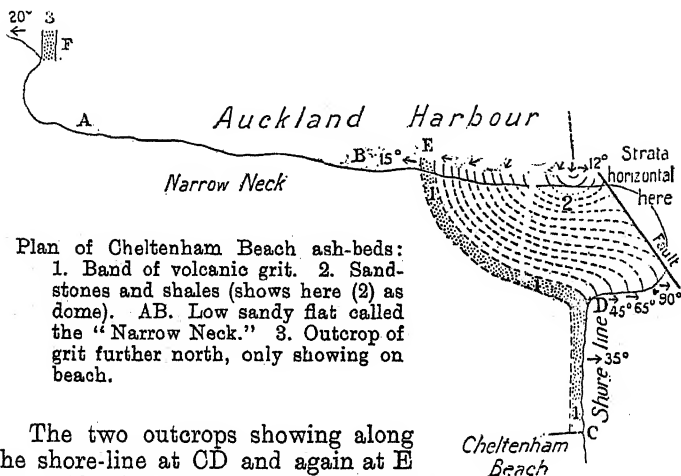 20° 3
F
A
Auckland Harbour
E
B 15°
12°
Strata
horizontal
here
Narrow Neck
1
2
Fault
Plan of Cheltenham Beach ash-beds:
1. Band of volcanic grit. 2. Sand-
stones and shales (shows here (2) as
dome). AB. Low sandy flat called
the "Narrow Neck." 3. Outcrop of
grit further north, only showing on
beach.
1
D 45° 65° 90°
35°
Shore line
1
C
Cheltenham
Beach
The two outcrops showing along
he shore-line at CD and again at E